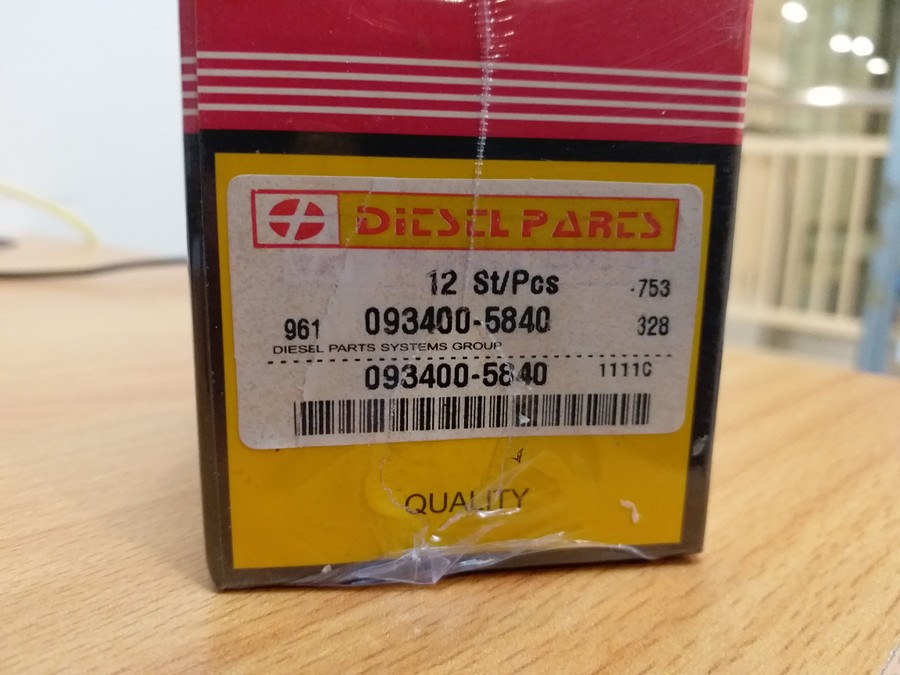 DIESEL PARTS
12 St/Pcs -753
961 093400-5840 328
DIESEL PARTS SYSTEMS GROUP
093400-5840 1111C
QUALITY